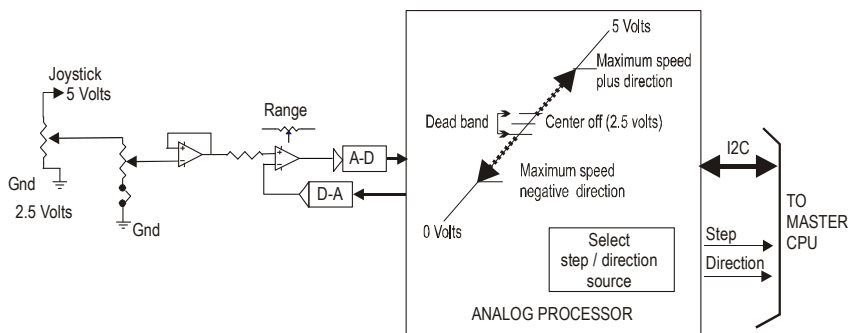 Joystick
5 Volts
Gnd
2.5 Volts
Gnd
Range
+
−
+
−
A-D
D-A
5 Volts
Maximum speed
plus direction
Dead band
Center off (2.5 volts)
Maximum speed
negative direction
0 Volts
Select
step / direction
source
ANALOG PROCESSOR
I2C
Step
Direction
TO
MASTER
CPU